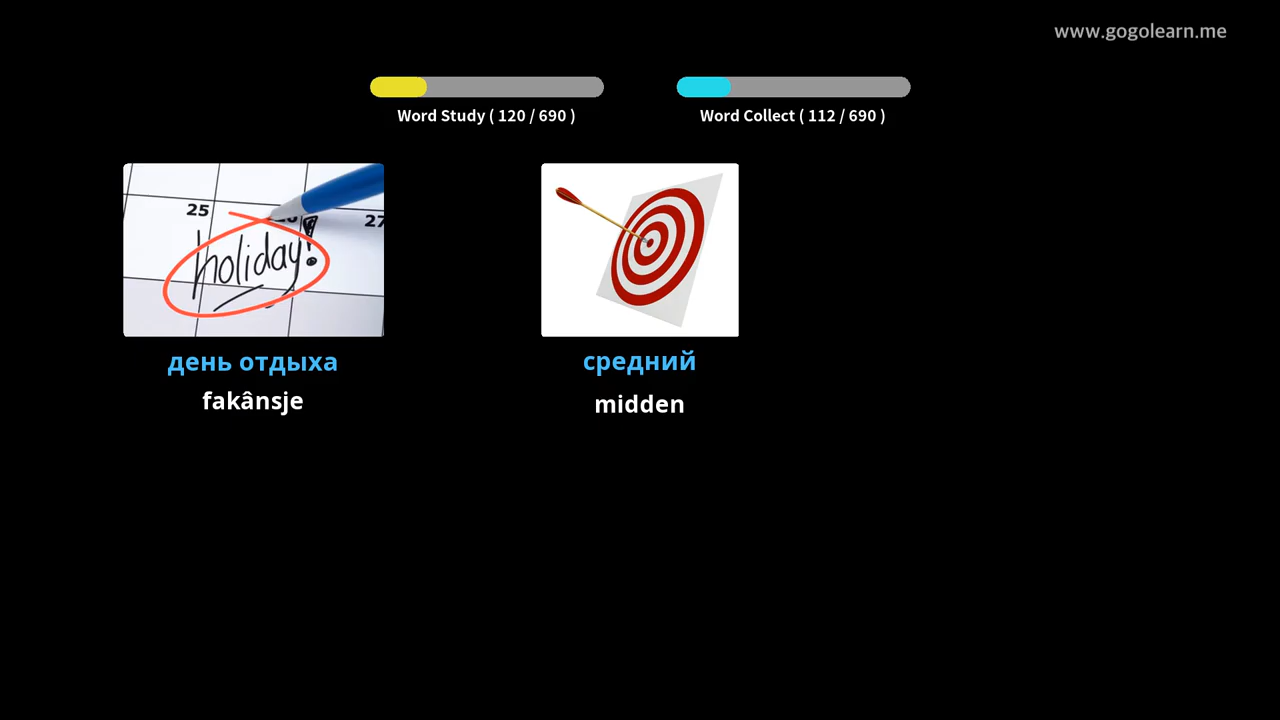 www.gogolearn.me
Word Study ( 120 / 690 )
Word Collect ( 112 / 690 )
25
27
holiday!
день отдыха
fakânsje
средний
midden